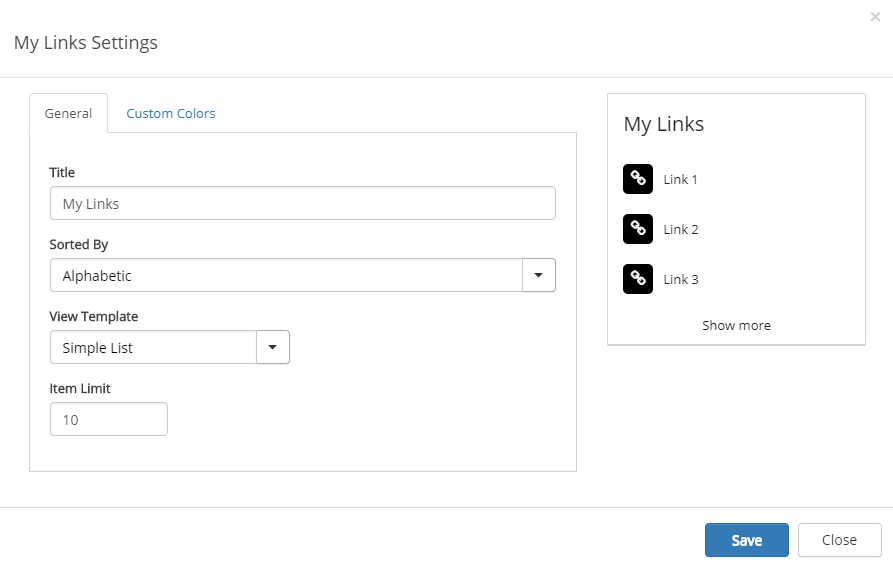 ×
My Links Settings
General
Custom Colors
Title
My Links
Sorted By
Alphabetic
View Template
Simple List
Item Limit
10
My Links
Link 1
Link 2
Link 3
Show more
Save
Close